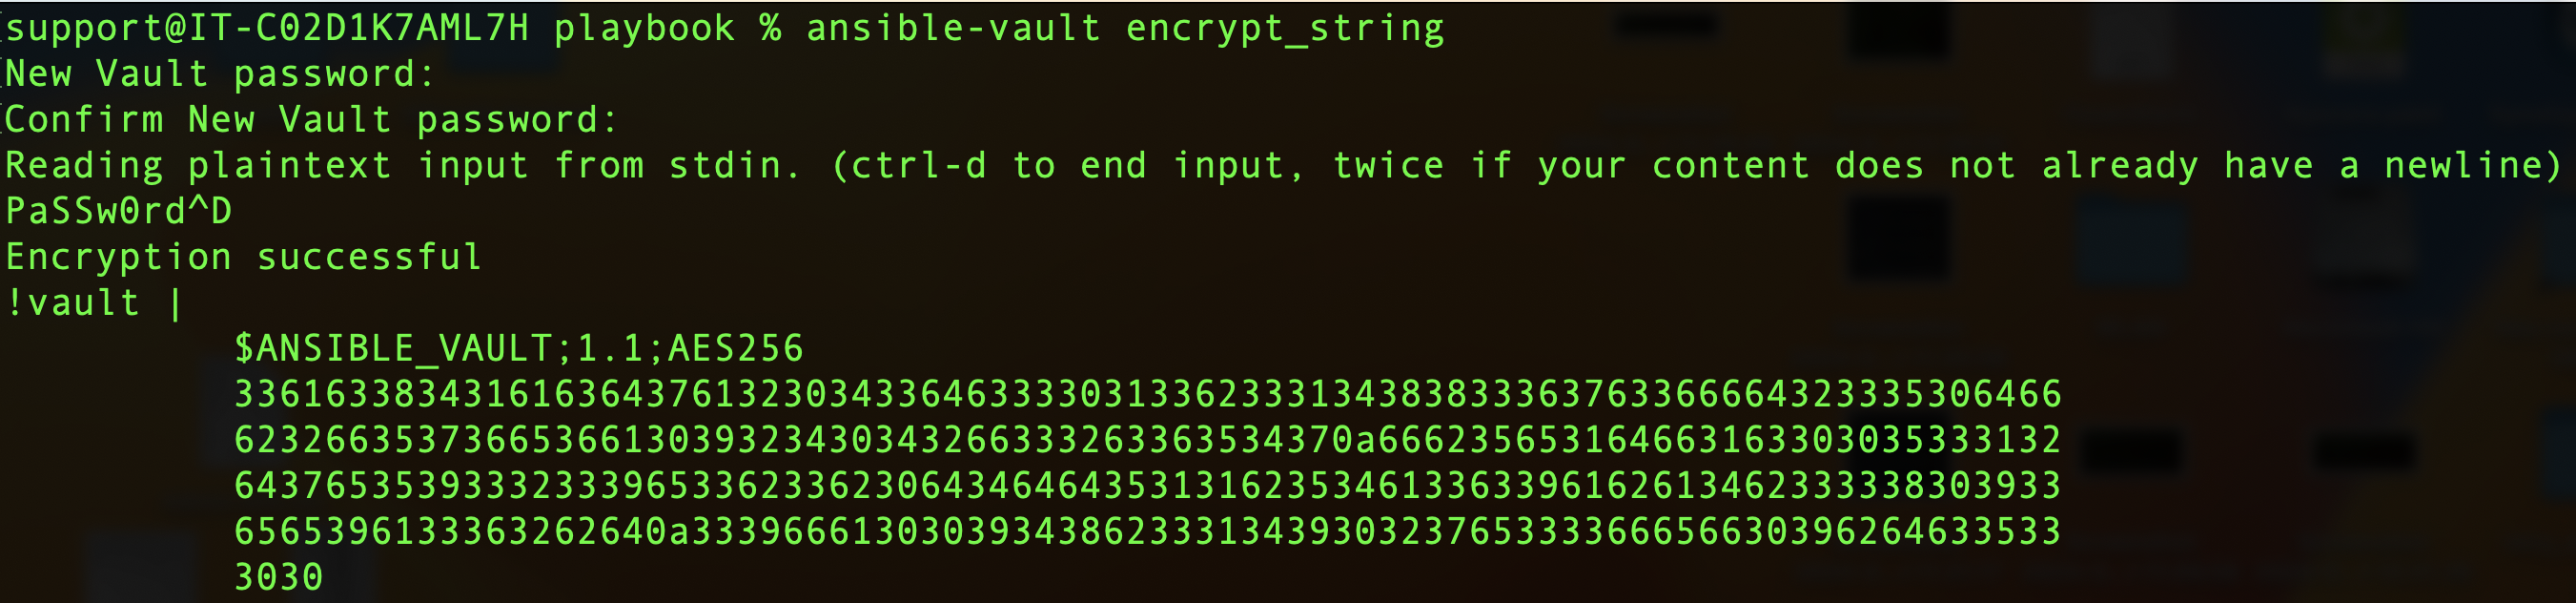 support@IT-C02D1K7AML7H playbook % ansible-vault encrypt_string
New Vault password:
Confirm New Vault password:
Reading plaintext input from stdin. (ctrl-d to end input, twice if your content does not already have a newline)
PaSSw0rd^D
Encryption successful
!vault |
$ANSIBLE_VAULT;1.1;AES256
33616338343161636437613230343364633330313362333134383833363763366664323335306466
6232663537366536613039323430343266333263363534370a666235653164663163303035333132
64376535393332333965336233623064346464353131623534613363396162613462333338303933
6565396133363262640a333966613030393438623331343930323765333366656630396264633533
3030